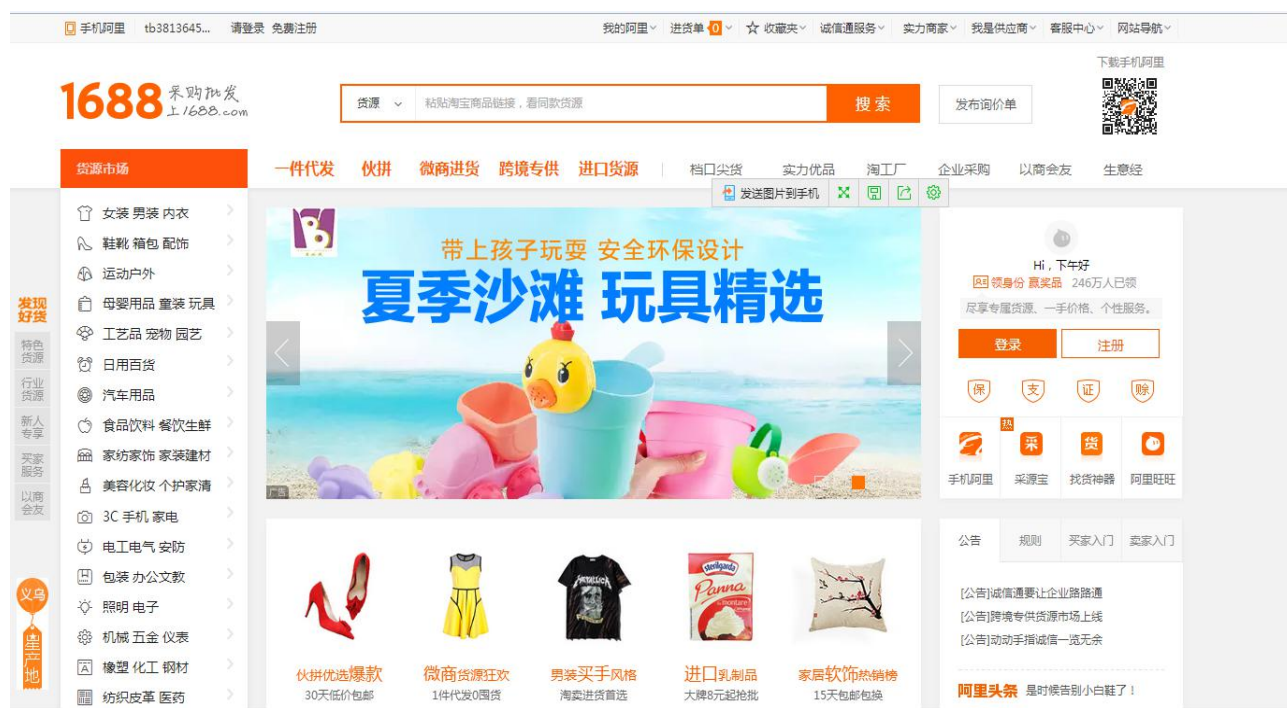 手机阿里 tb3813645... 请登录 免费注册 我的阿里 进货单 0 收藏夹 诚信通服务 实力商家 我是供应商 客服中心 网站导航
下载手机阿里
1688 采购批发
上1688.com
货源 粘贴淘宝商品链接，看同款货源 搜索 发布询价单
货源市场 一件代发 伙拼 微商进货 跨境专供 进口货源 档口尖货 实力优品 淘工厂 企业采购 以商会友 生意经
发送图片到手机
发现
好货
特色
货源
行业
货源
新人
专享
买家
服务
以商
会友
义乌
星产地
女装 男装 内衣
鞋靴 箱包 配饰
运动户外
母婴用品 童装 玩具
工艺品 宠物 园艺
日用百货
汽车用品
食品饮料 餐饮生鲜
家纺家饰 家装建材
美容化妆 个护家清
3C 手机 家电
电工电气 安防
包装 办公文教
照明 电子
机械 五金 仪表
橡塑 化工 钢材
纺织皮革 医药
带上孩子玩耍 安全环保设计
夏季沙滩 玩具精选
广告
Hi，下午好
领身份 赢奖品 246万人已领
尽享专属货源、一手价格、个性服务。
登录 注册
保 支 证 赊
热
采 货
手机阿里 采源宝 找货神器 阿里旺旺
METALLICA
sterilgarda
Panna
da montare
伙拼优选爆款 微商货源狂欢 男装买手风格 进口乳制品 家居软饰热销榜
30天低价包邮 1件代发0囤货 淘卖进货首选 大牌8元起抢批 15天包邮包换
公告 规则 买家入门 卖家入门
[公告]诚信通要让企业路路通
[公告]跨境专供货源市场上线
[公告]动动手指诚信一览无余
阿里头条 是时候告别小白鞋了！